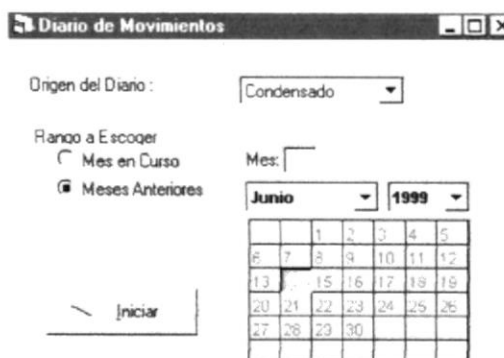 Diario de Movimientos
Origen del Diario :
Condensado
Rango a Escoger
Mes en Curso
Mes:
Meses Anteriores
Junio 1999
1 2 3 4 5
6 7 8 9 10 11 12
13 15 16 17 18 19
20 21 22 23 24 25 26
27 28 29 30
Iniciar